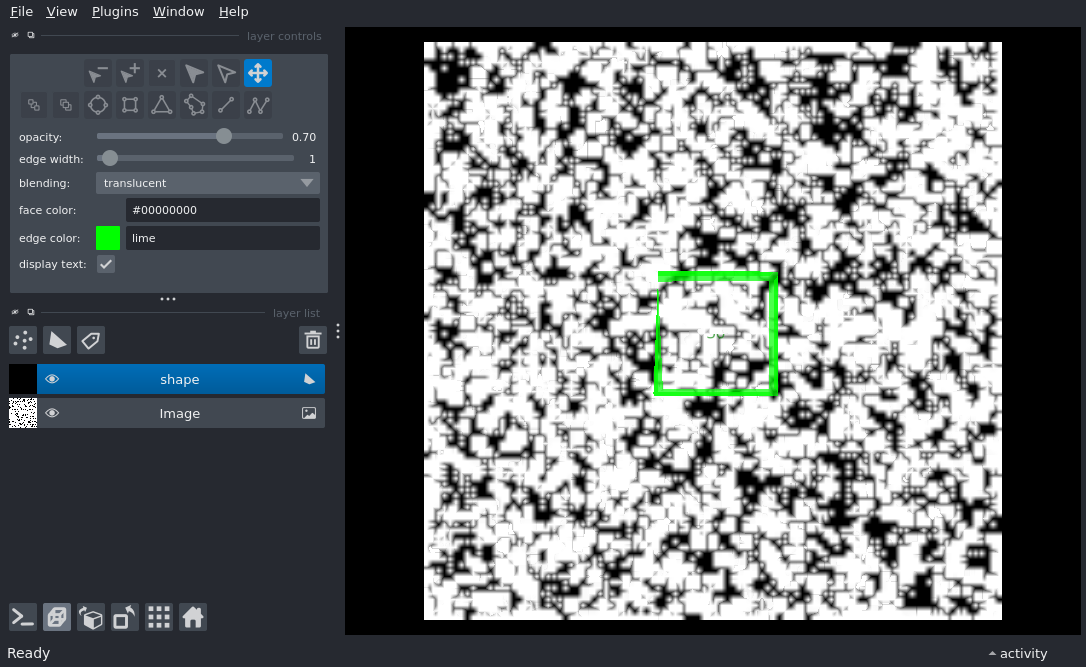 File View Plugins Window Help
layer controls
opacity: 0.70
edge width: 1
blending: translucent
face color: #00000000
edge color: lime
display text:
layer list
shape
Image
Ready
activity